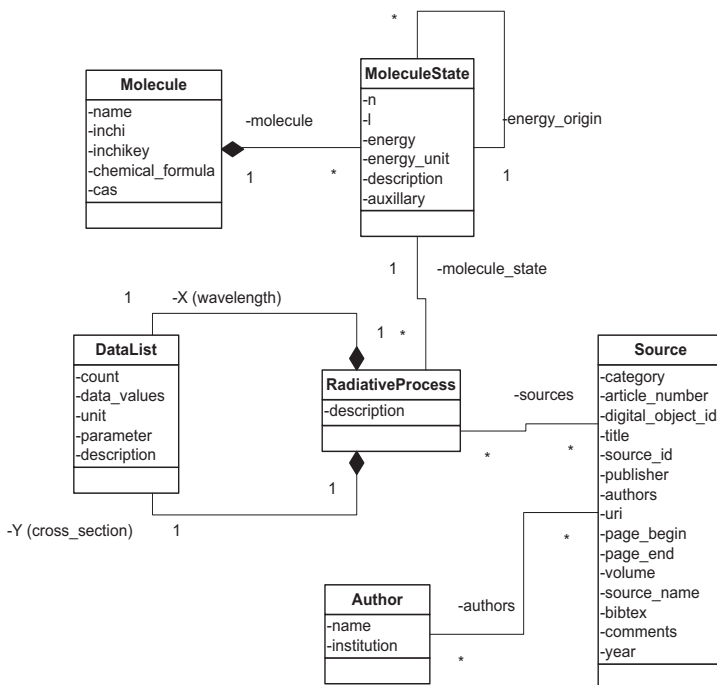 *
Molecule
-name
-inchi
-inchikey
-chemical_formula
-cas
-molecule
1
*
MoleculeState
-n
-l
-energy
-energy_unit
-description
-auxillary
-energy_origin
1
1
-molecule_state
*
1
-X (wavelength)
1
DataList
-count
-data_values
-unit
-parameter
-description
RadiativeProcess
-description
1
-Y (cross_section)
1
-sources
*
*
Source
-category
-article_number
-digital_object_id
-title
-source_id
-publisher
-authors
-uri
-page_begin
-page_end
-volume
-source_name
-bibtex
-comments
-year
*
Author
-name
-institution
-authors
*